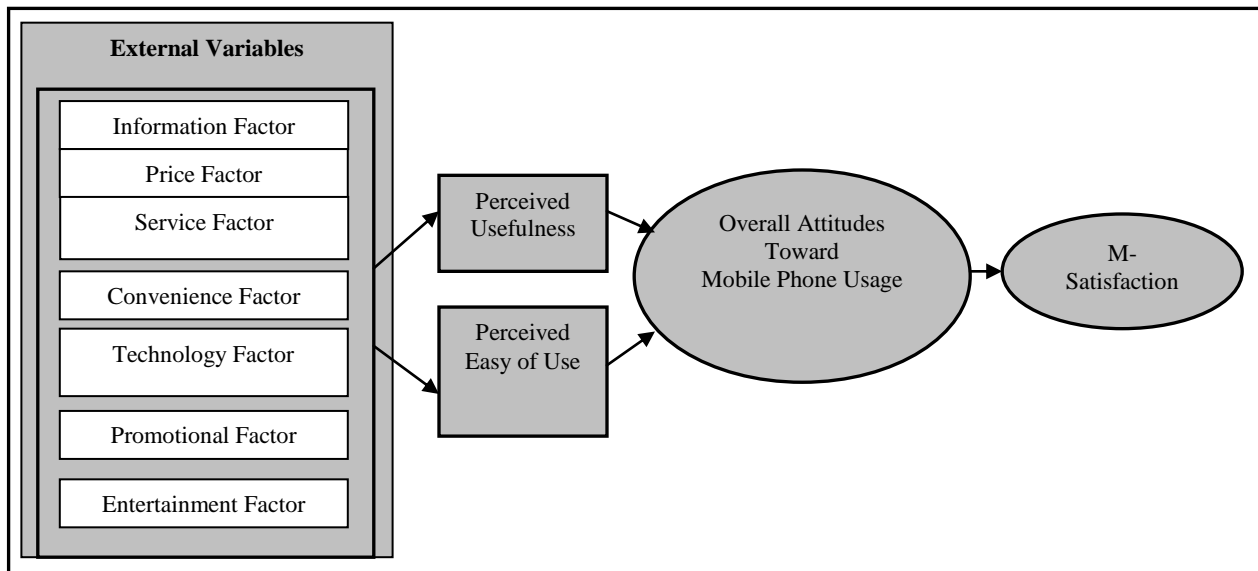 External Variables
Information Factor
Price Factor
Service Factor
Convenience Factor
Technology Factor
Promotional Factor
Entertainment Factor
Perceived
Usefulness
Perceived
Easy of Use
Overall Attitudes
Toward
Mobile Phone Usage
M-
Satisfaction